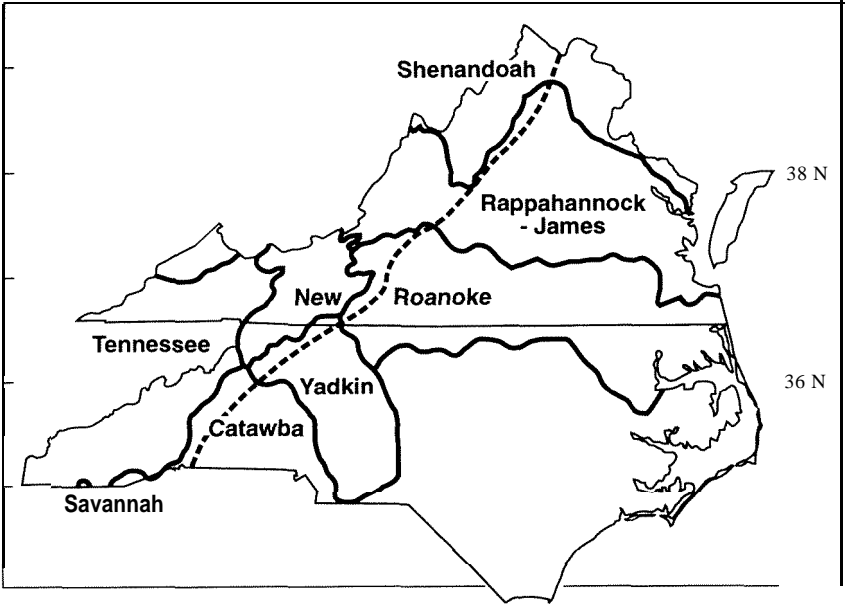 Shenandoah
38 N
Rappahannock
- James
New
Roanoke
Tennessee
Yadkin
36 N
Catawba
Savannah